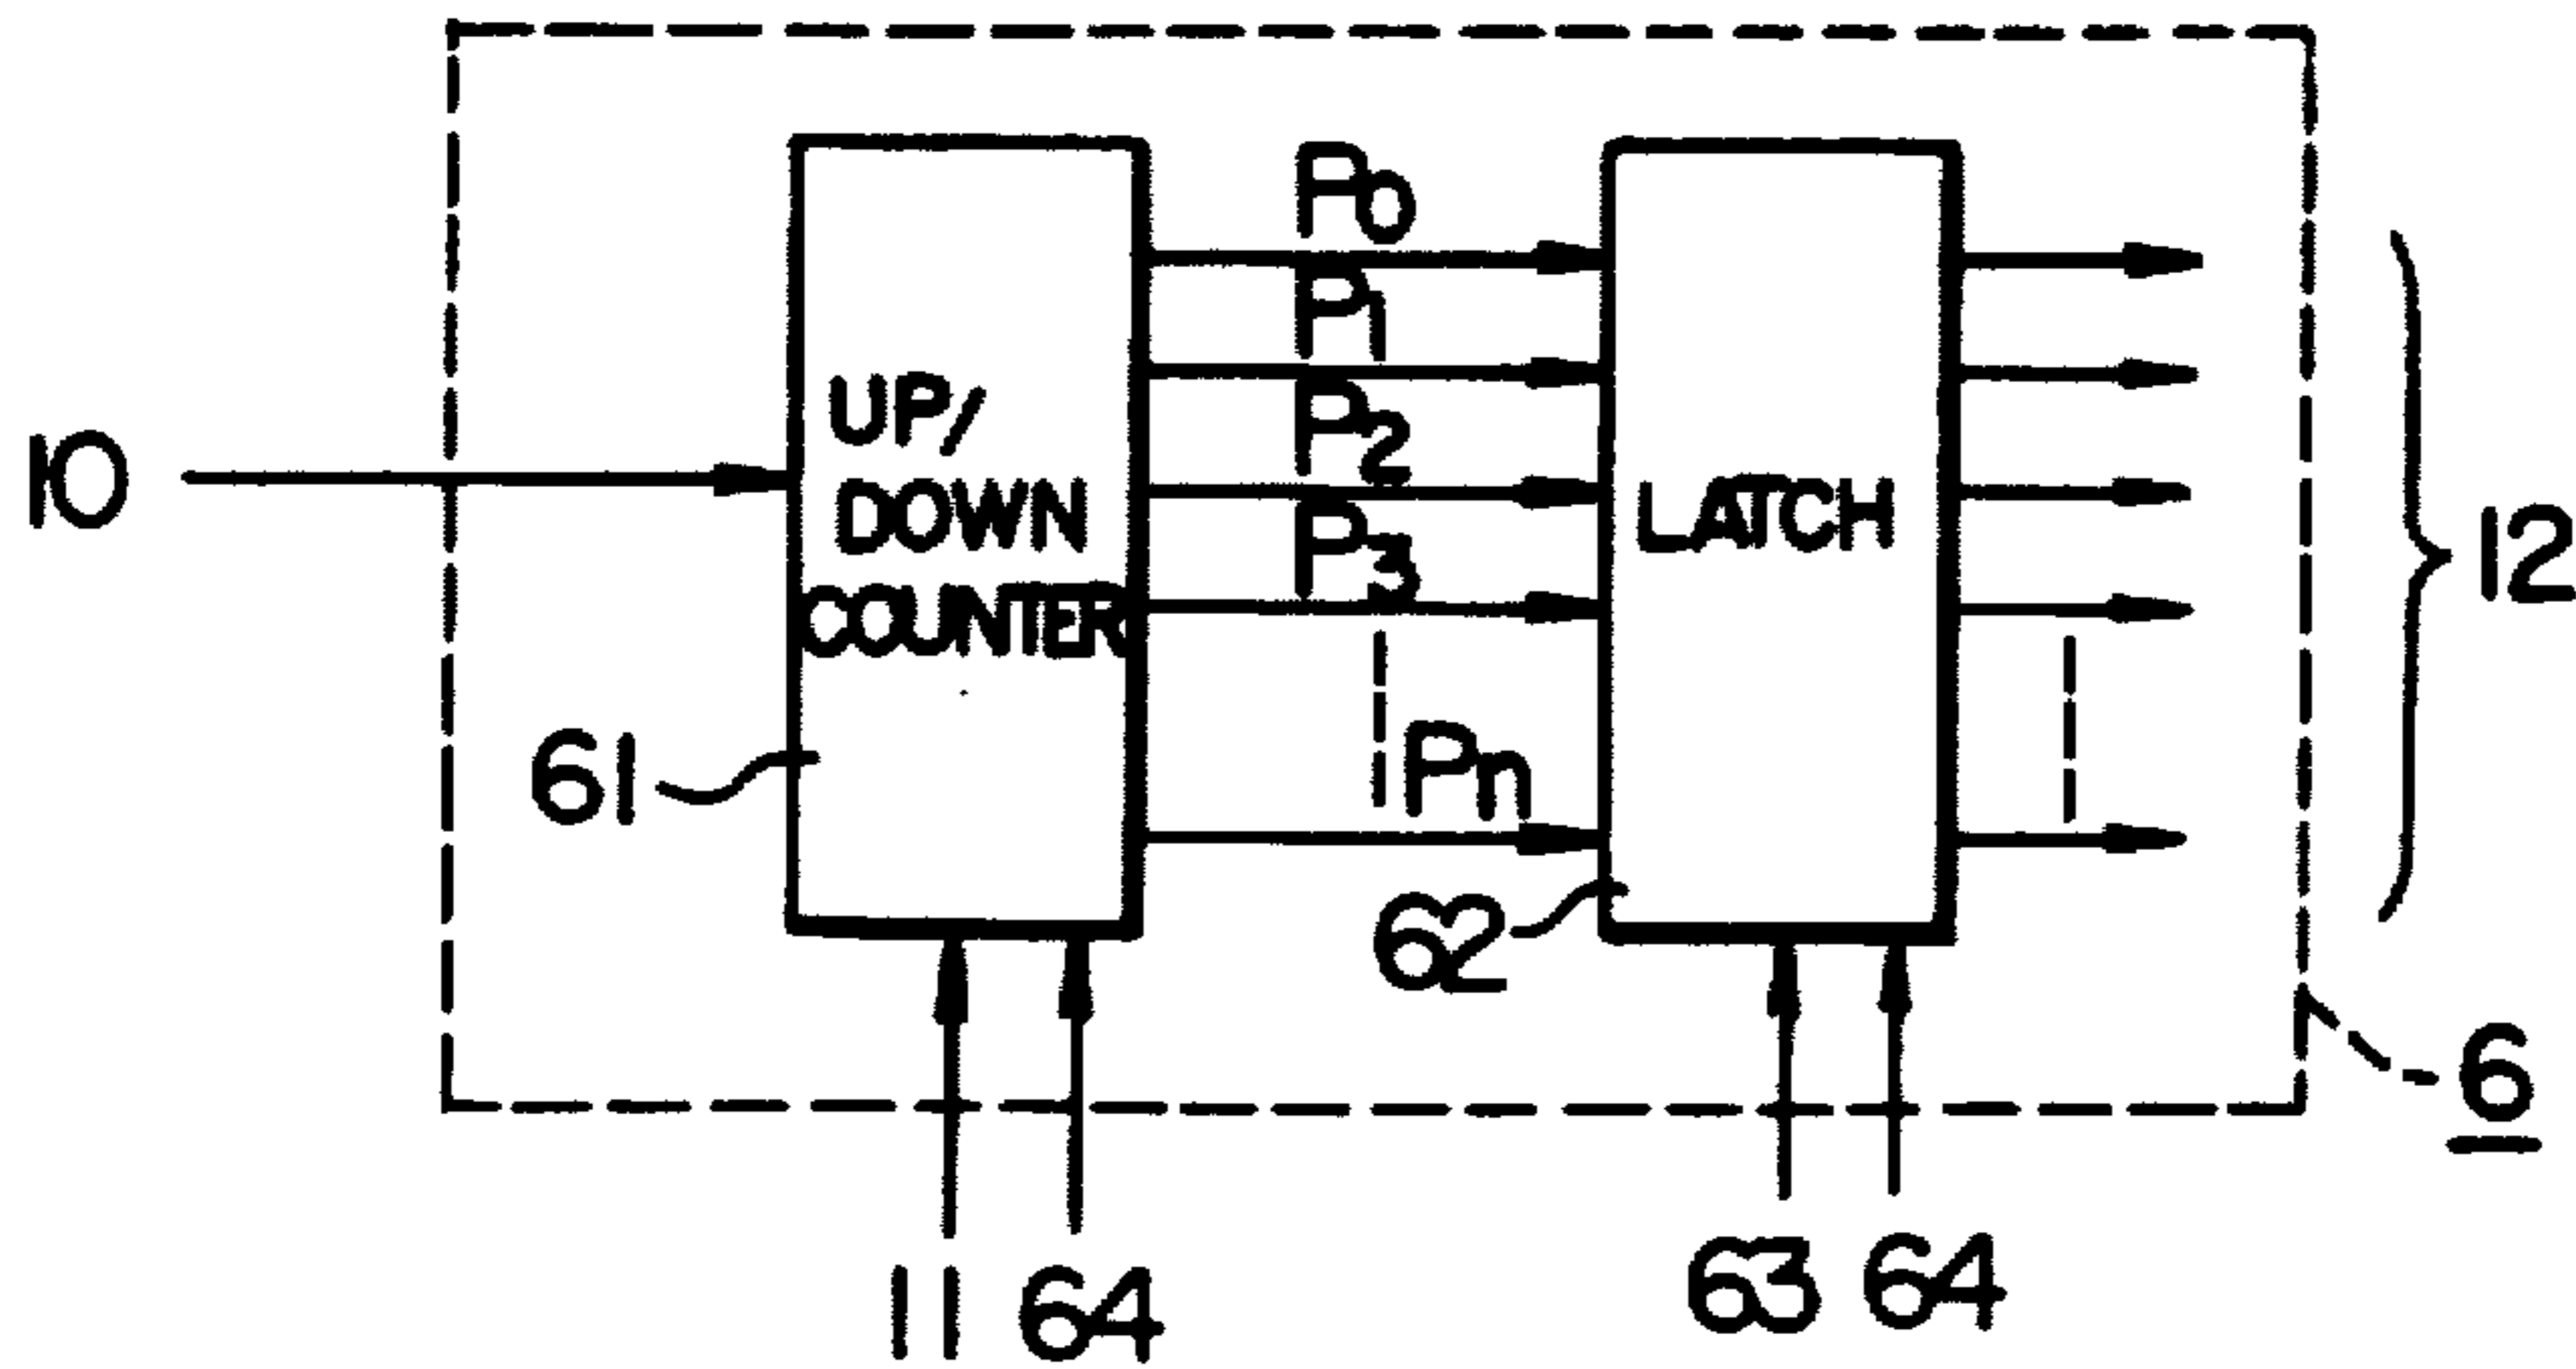 10
UP/
DOWN
COUNTER
61
P0
P1
P2
P3
Pn
LATCH
62
12
6
11 64
63 64